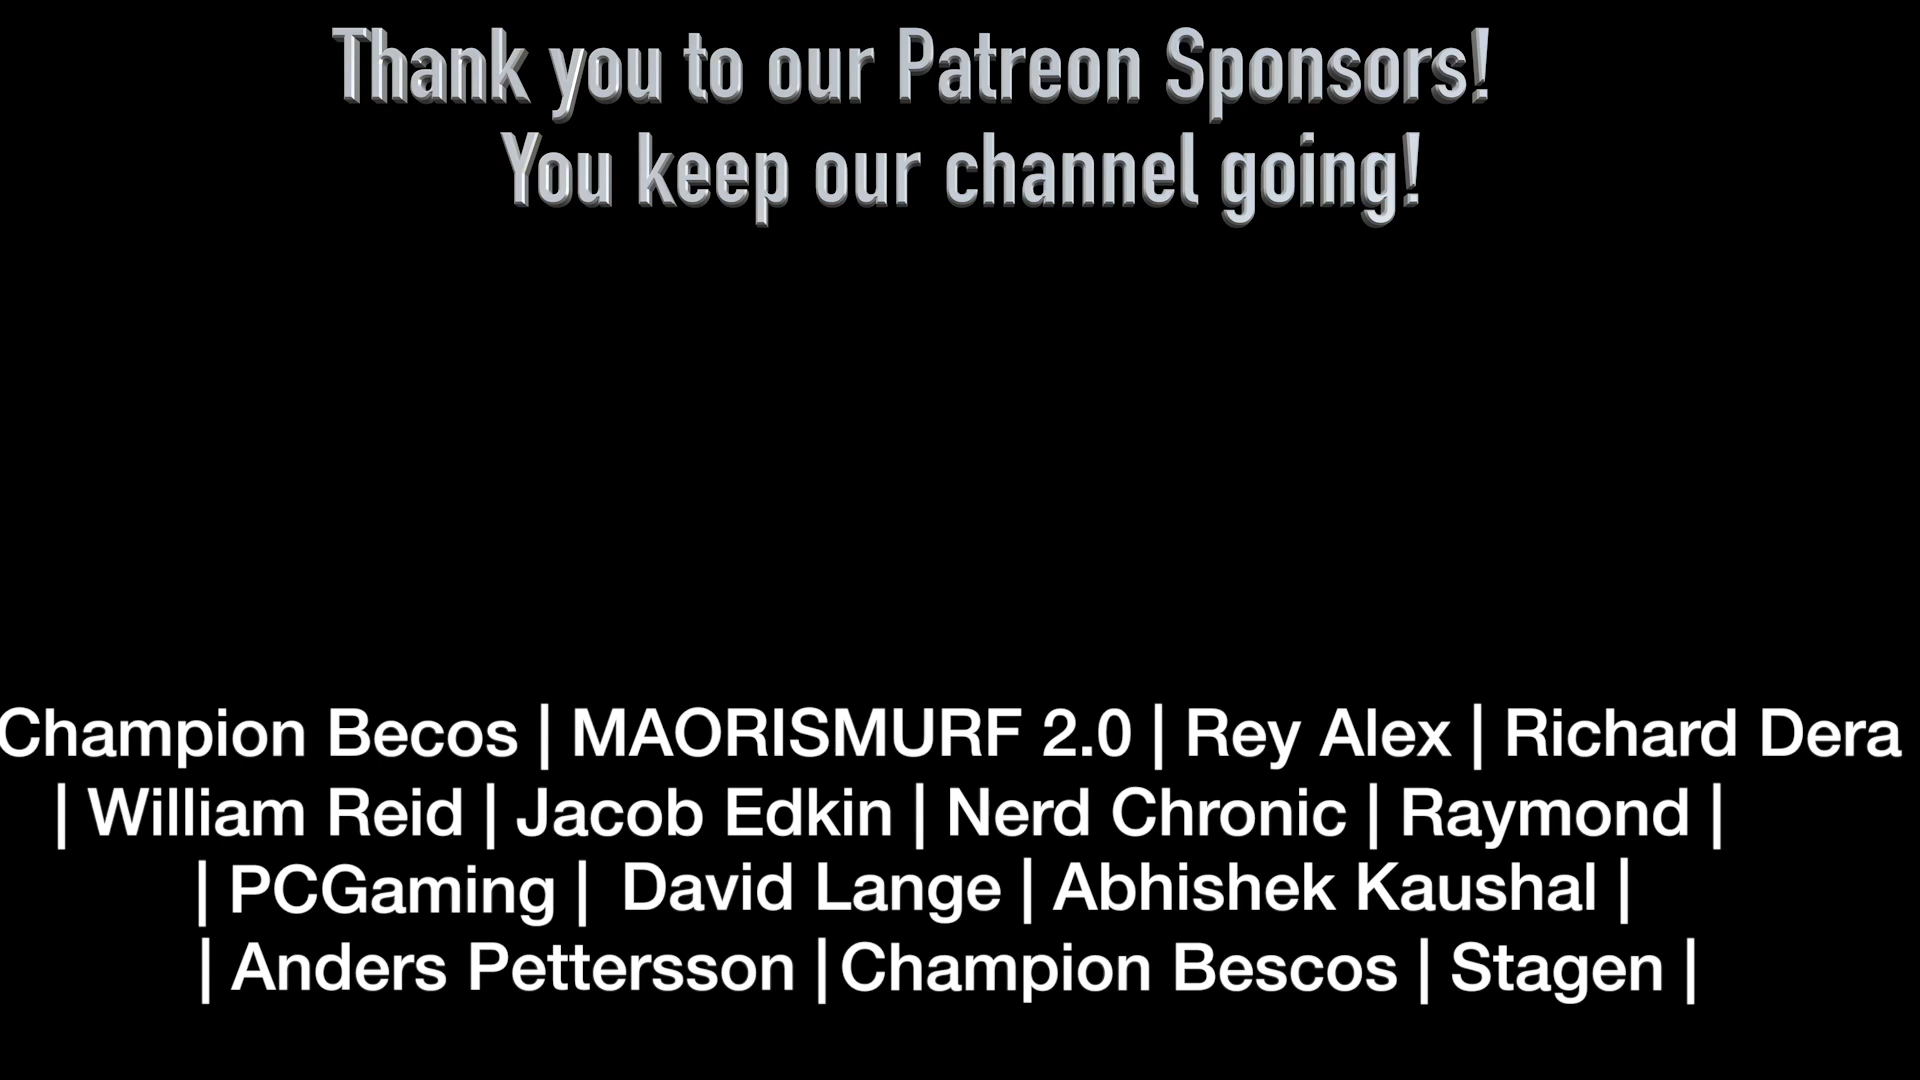 Thank you to our Patreon Sponsors!
You keep our channel going!
Champion Becos | MAORISMURF 2.0 | Rey Alex | Richard Dera
| William Reid | Jacob Edkin | Nerd Chronic | Raymond |
| PCGaming | David Lange | Abhishek Kaushal |
| Anders Pettersson | Champion Bescos | Stagen |